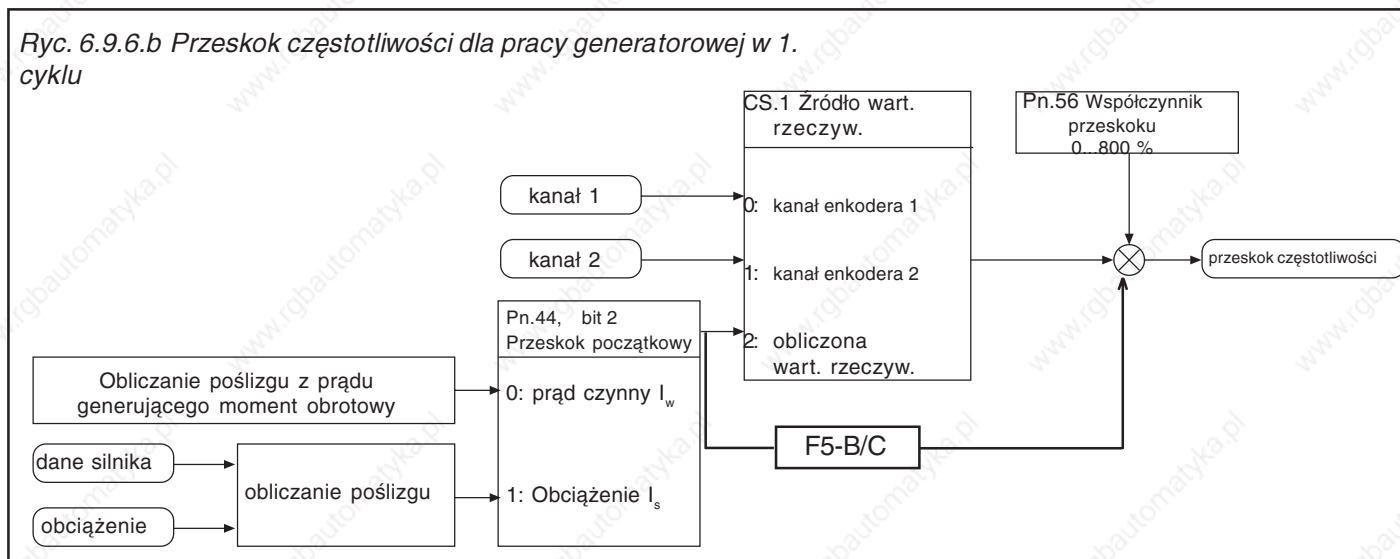 Ryc. 6.9.6.b Przeskok częstotliwości dla pracy generatorowej w 1.
cyklu
CS.1 Źródło wart.
rzeczyw.
Pn.56 Współczynnik
przeskoku
0...800 %
kanał 1
0: kanał enkodera 1
kanał 2
1: kanał enkodera 2
przeskok częstotliwości
Pn.44, bit 2
Przeskok początkowy
2: obliczona
wart. rzeczyw.
Obliczanie poślizgu z prądu
generującego moment obrotowy
0: prąd czynny Iw
F5-B/C
dane silnika
obliczanie poślizgu
1: Obciążenie Is
obciążenie
www.rgbautomatyka.pl